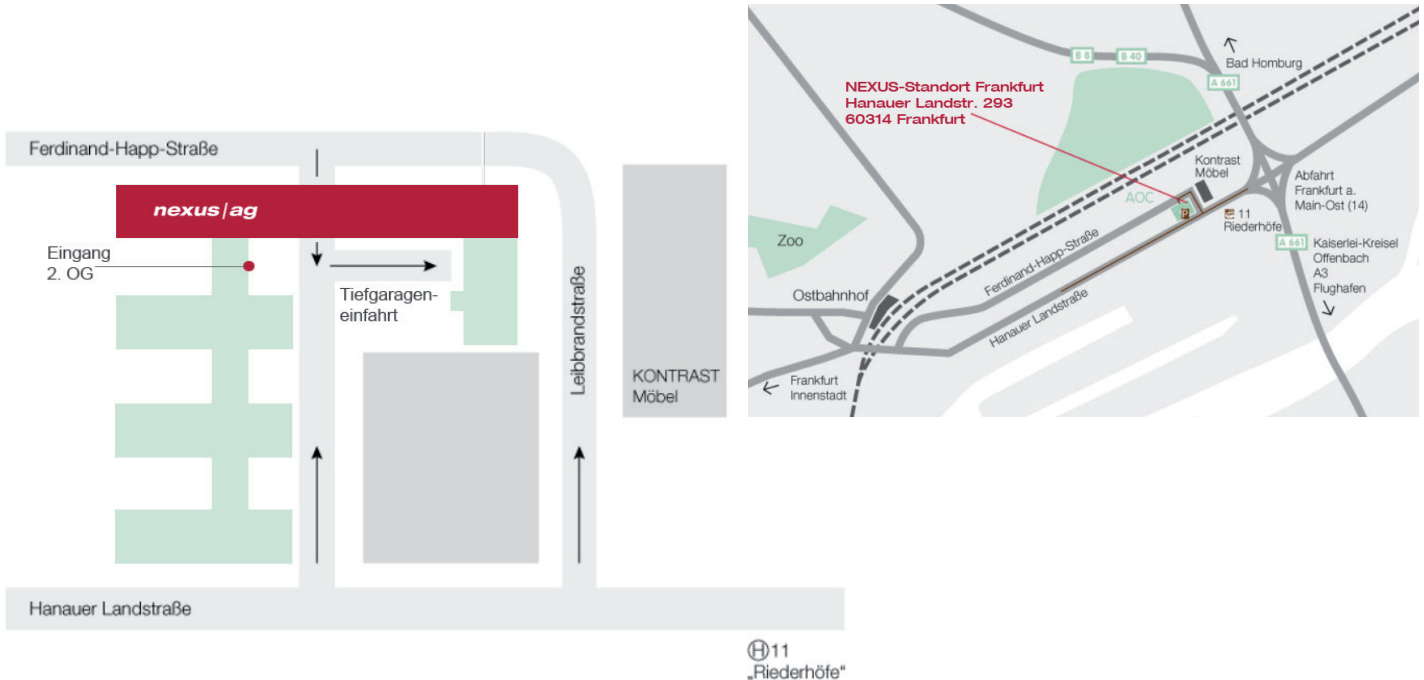 Ferdinand-Happ-Straße
nexus/ag
Eingang
2. OG
Tiefgaragen-
einfahrt
Leibbrandstraße
KONTRAST
Möbel
Hanauer Landstraße
H 11
„Riederhöfe“
B 8
B 40
Bad Homburg
A 661
NEXUS-Standort Frankfurt
Hanauer Landstr. 293
60314 Frankfurt
Kontrast
Möbel
Abfahrt
Frankfurt a.
Main-Ost (14)
AOC
P
11
Riederhöfe
Zoo
A 661
Kaiserlei-Kreisel
Offenbach
A3
Flughafen
Ferdinand-Happ-Straße
Ostbahnhof
Hanauer Landstraße
Frankfurt
Innenstadt